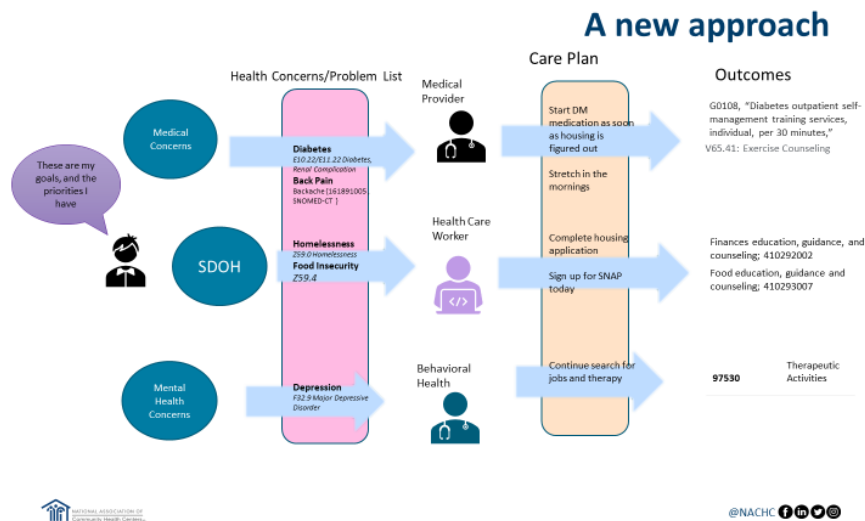 A new approach
Health Concerns/Problem List
Medical
Provider
Care Plan
Outcomes
These are my
goals, and the
priorities I
have
Medical
Concerns
Diabetes
E10.22/E11.22 Diabetes,
Renal Complication
Back Pain
Backache (161891005,
SNOMED-CT )
Start DM
medication as soon
as housing is
figured out
Stretch in the
mornings
G0108, “Diabetes outpatient self-
management training services,
individual, per 30 minutes,”
V65.41: Exercise Counseling
SDOH
Homelessness
Z59.0 Homelessness
Food Insecurity
Z59.4
Health Care
Worker
Complete housing
application
Sign up for SNAP
today
Finances education, guidance, and
counseling; 410292002
Food education, guidance and
counseling; 410293007
Mental
Health
Concerns
Depression
F32.9 Major Depressive
Disorder
Behavioral
Health
Continue search for
jobs and therapy
97530 Therapeutic
Activities
NATIONAL ASSOCIATION OF
Community Health Centers
@NACHC